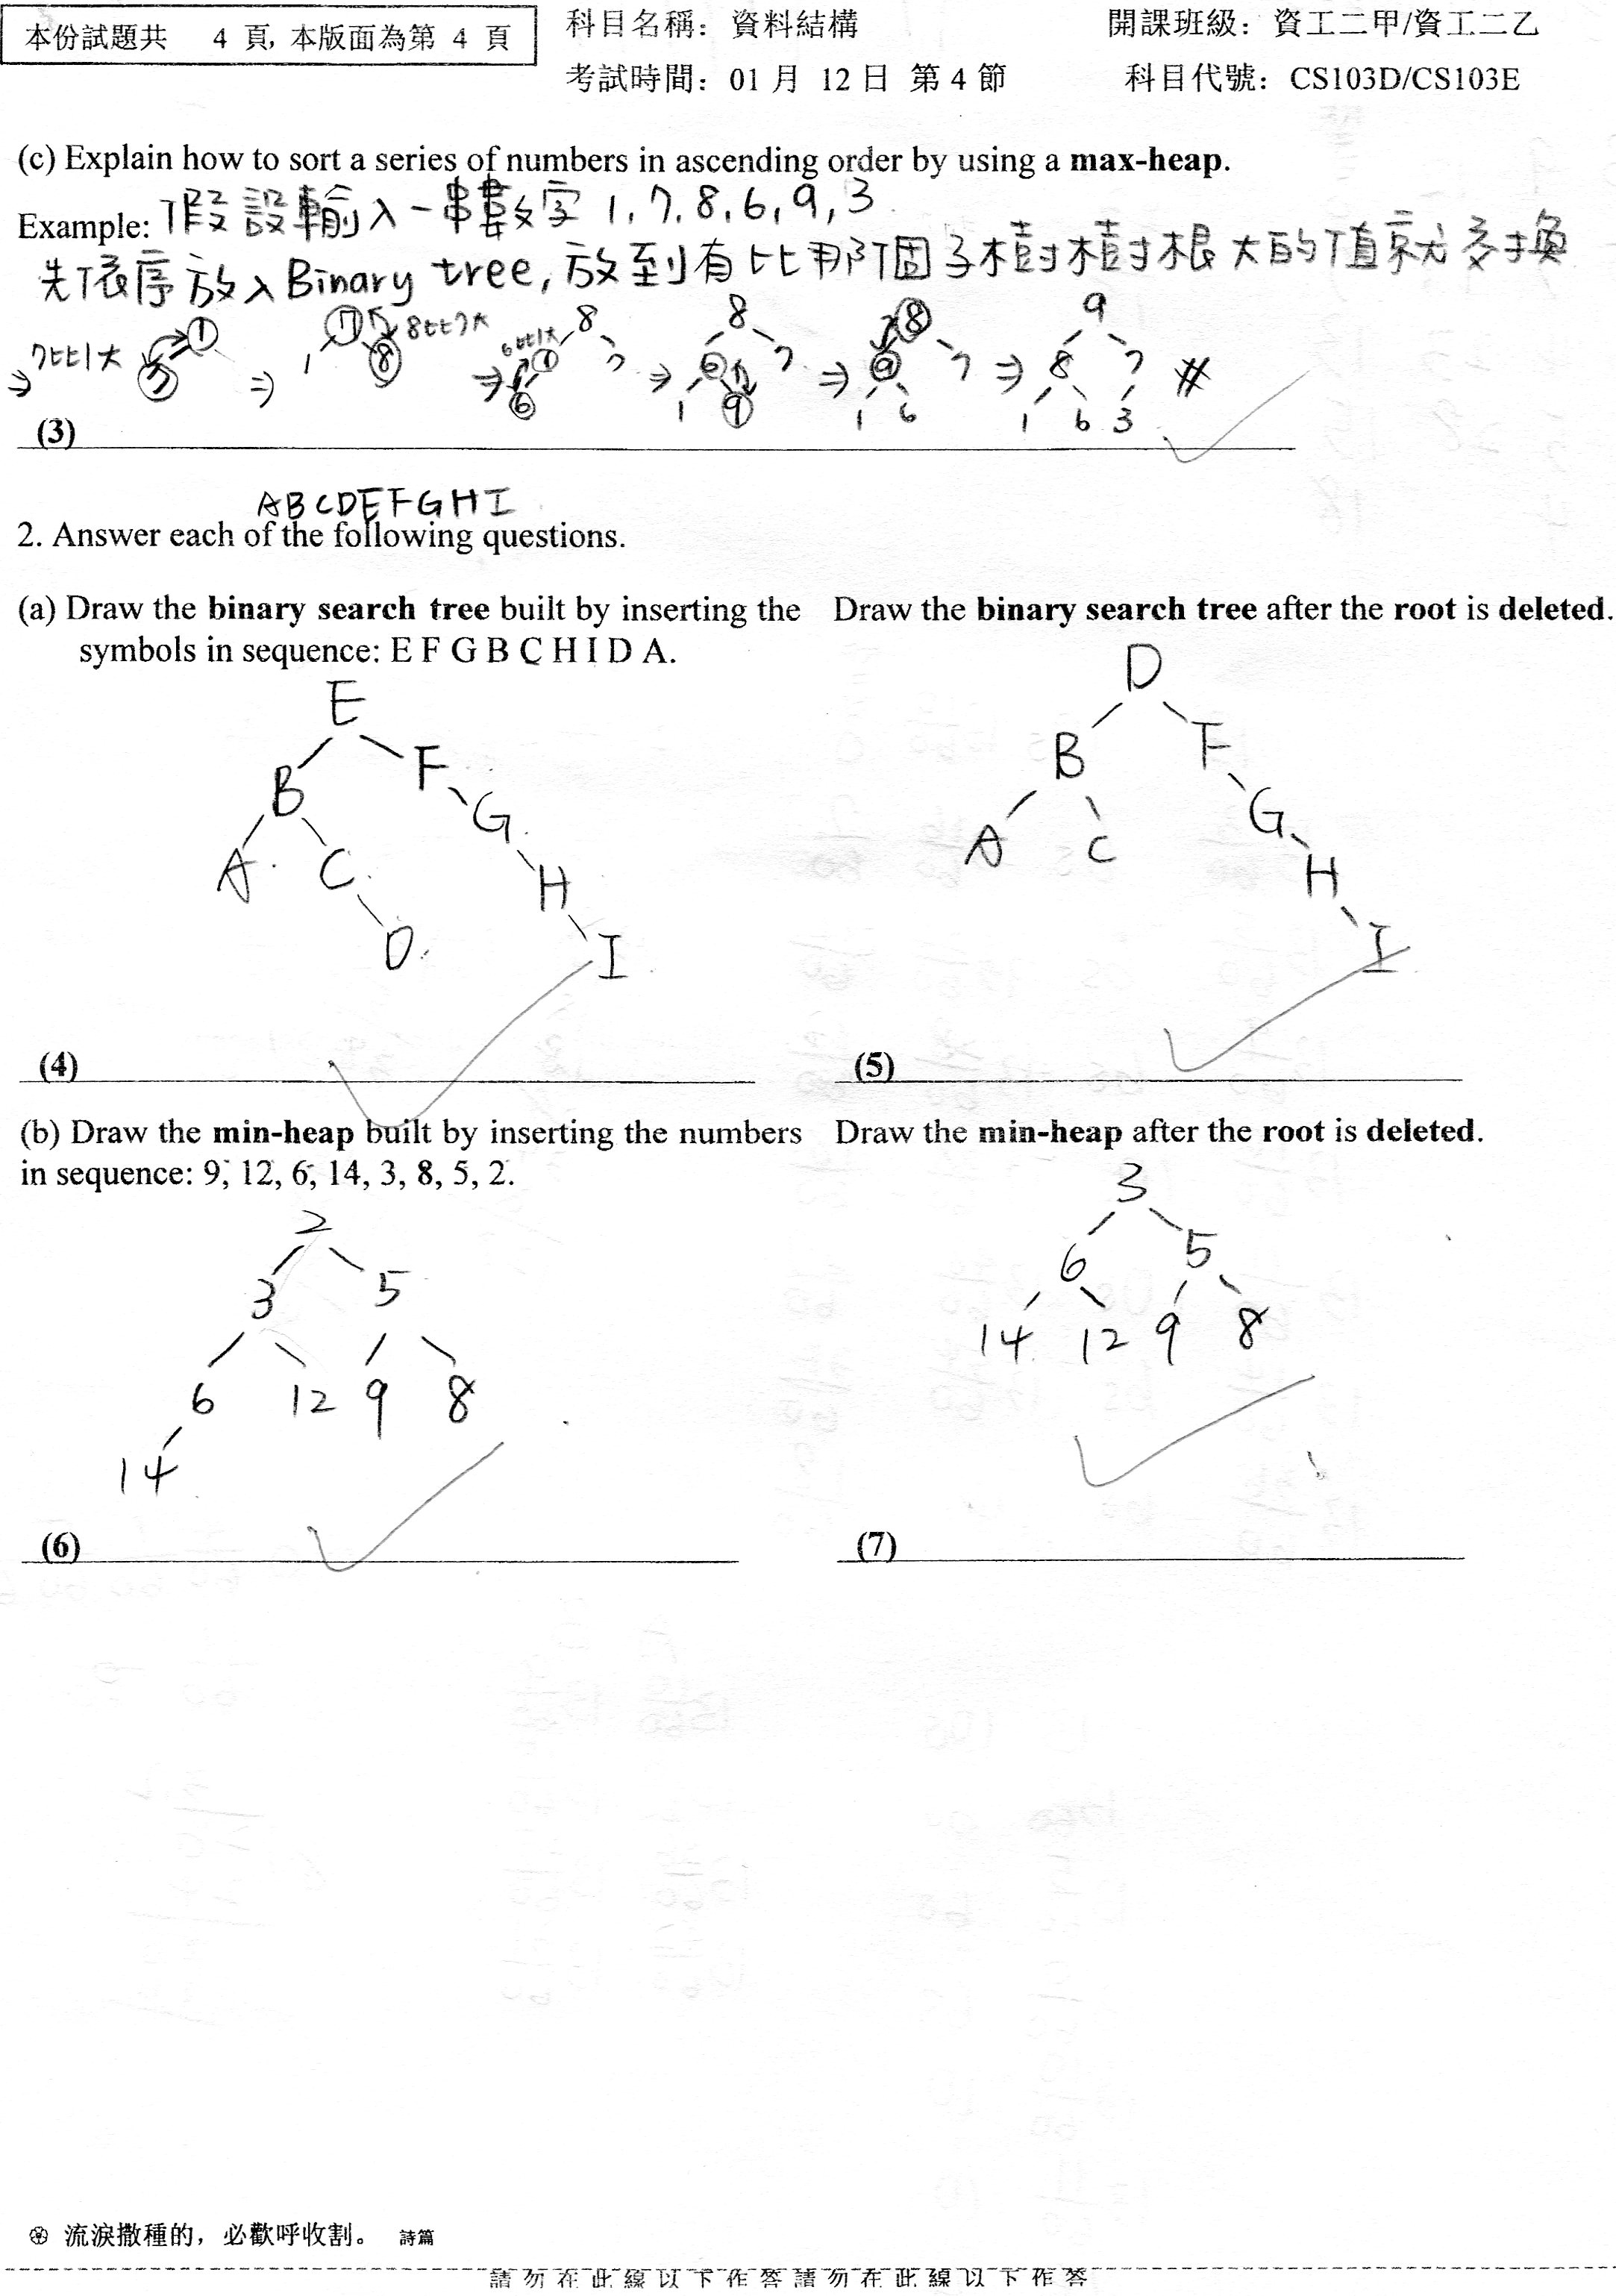 本份試題共 4 頁, 本版面為第 4 頁
科目名稱: 資料結構
開課班級: 資工二甲/資工二乙
考試時間: 01 月 12 日 第 4 節
科目代號: CS103D/CS103E
(c) Explain how to sort a series of numbers in ascending order by using a max-heap.
Example: 假設輸入一串數字 1, 7, 8, 6, 9, 3
先依序放入 Binary tree, 放到有比那個子樹樹根大的值就交換
⇒ 7比1大 1 7 ⇒ 7 8比7大 1 8 ⇒ 6比1大 8 1 7 6 ⇒ 8 6 7 1 9 ⇒ 8 9 7 1 6 ⇒ 9 8 7 1 6 3 #
(3)
ABCDEFGHI
2. Answer each of the following questions.
(a) Draw the binary search tree built by inserting the
symbols in sequence: E F G B C H I D A.
E
B F
G
A C H
D I
(4)
Draw the binary search tree after the root is deleted.
D
B F
G
A C H
I
(5)
(b) Draw the min-heap built by inserting the numbers
in sequence: 9, 12, 6, 14, 3, 8, 5, 2.
2
3 5
6 12 9 8
14
(6)
Draw the min-heap after the root is deleted.
3
6 5
14 12 9 8
(7)
流淚撒種的, 必歡呼收割。 詩篇
請勿在此線以下作答請勿在此線以下作答